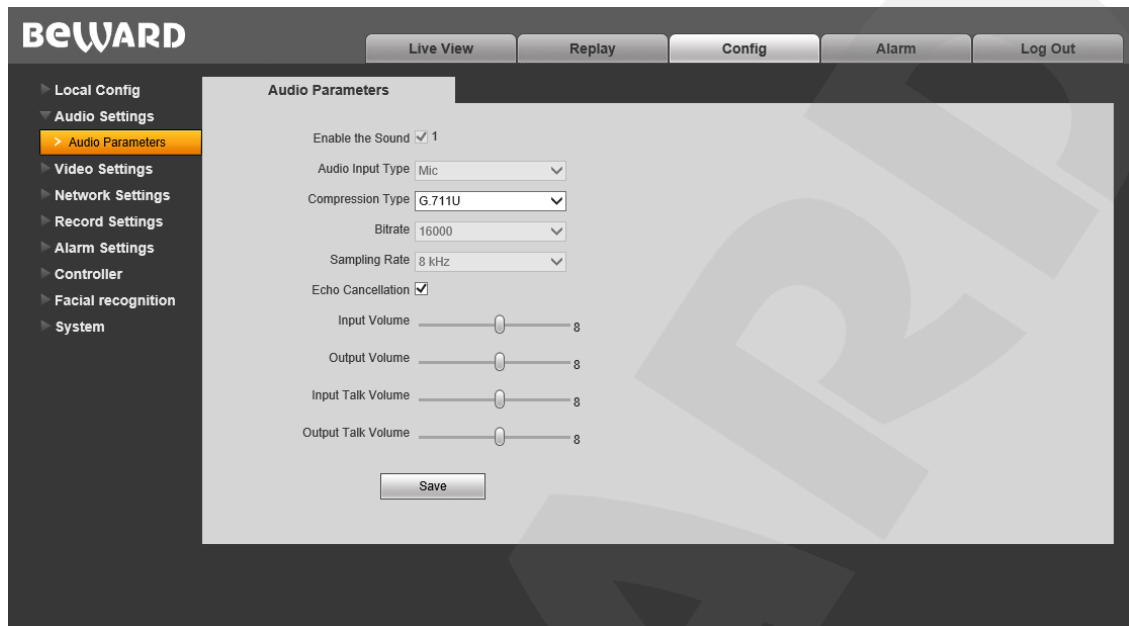 BEWARD
Live View Replay Config Alarm Log Out
Local Config
Audio Settings
> Audio Parameters
Video Settings
Network Settings
Record Settings
Alarm Settings
Controller
Facial recognition
System
Audio Parameters
Enable the Sound 1
Audio Input Type Mic
Compression Type G.711U
Bitrate 16000
Sampling Rate 8 kHz
Echo Cancellation
Input Volume 8
Output Volume 8
Input Talk Volume 8
Output Talk Volume 8
Save